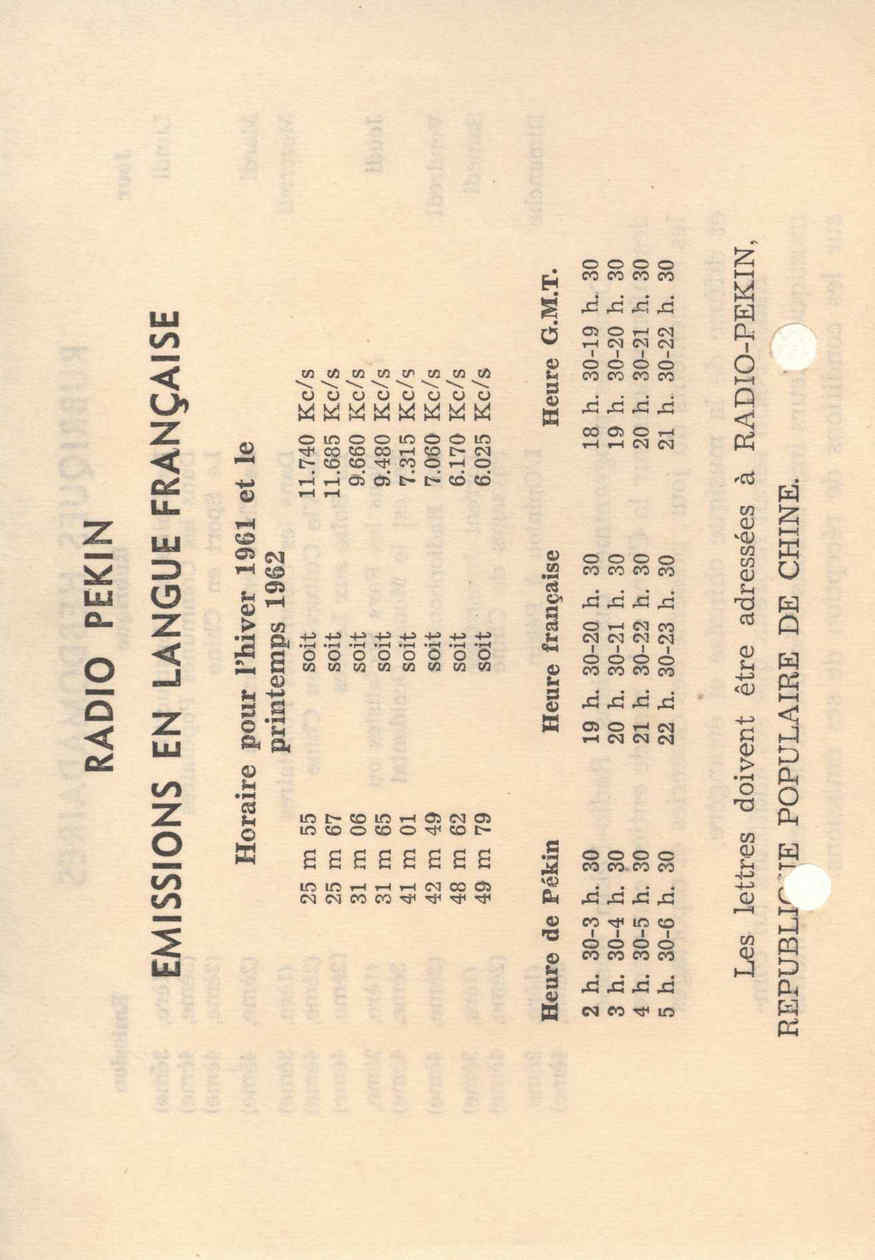 RADIO PEKIN
EMISSIONS EN LANGUE FRANÇAISE
Horaire pour l'hiver 1961 et le
printemps 1962
25 m 55 soit 11.740 Kc/s
25 m 67 soit 11.685 Kc/s
31 m 06 soit 9.660 Kc/s
31 m 65 soit 9.480 Kc/s
41 m 01 soit 7.315 Kc/s
42 m 49 soit 7.060 Kc/s
48 m 62 soit 6.170 Kc/s
49 m 79 soit 6.025 Kc/s
Heure de Pékin Heure française Heure G.M.T.
2 h. 30-3 h. 30 19 h. 30-20 h. 30 18 h. 30-19 h. 30
3 h. 30-4 h. 30 20 h. 30-21 h. 30 19 h. 30-20 h. 30
4 h. 30-5 h. 30 21 h. 30-22 h. 30 20 h. 30-21 h. 30
5 h. 30-6 h. 30 22 h. 30-23 h. 30 21 h. 30-22 h. 30
Les lettres doivent être adressées à RADIO-PEKIN,
REPUBLIQUE POPULAIRE DE CHINE.